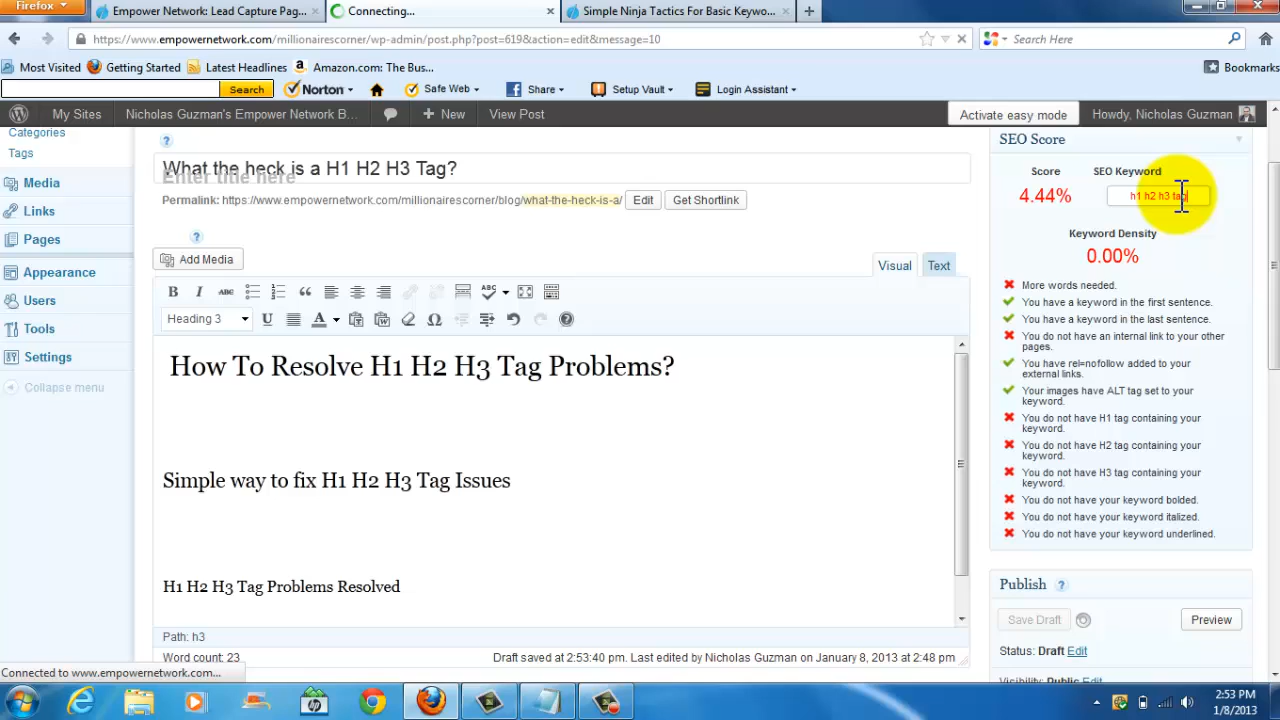 Firefox
Empower Network: Lead Capture Pag...
Connecting...
Simple Ninja Tactics For Basic Keywo...
https://www.empowernetwork.com/millionairescorner/wp-admin/post.php?post=619&action=edit&message=10
Search Here
Most Visited
Getting Started
Latest Headlines
Amazon.com: The Bus...
Bookmarks
Search
Norton
Safe Web
Share
Setup Vault
Login Assistant
My Sites
Nicholas Guzman's Empower Network B...
New
View Post
Activate easy mode
Howdy, Nicholas Guzman
Categories
Tags
Media
Links
Pages
Appearance
Users
Tools
Settings
Collapse menu
What the heck is a H1 H2 H3 Tag?
Enter title here
Permalink: https://www.empowernetwork.com/millionairescorner/blog/what-the-heck-is-a/
Edit
Get Shortlink
Add Media
Visual
Text
B I ABC
ABC
Heading 3
U
A
How To Resolve H1 H2 H3 Tag Problems?
Simple way to fix H1 H2 H3 Tag Issues
H1 H2 H3 Tag Problems Resolved
Path: h3
Word count: 23
Draft saved at 2:53:40 pm. Last edited by Nicholas Guzman on January 8, 2013 at 2:48 pm
SEO Score
Score
SEO Keyword
4.44%
h1 h2 h3 tag
Keyword Density
0.00%
More words needed.
You have a keyword in the first sentence.
You have a keyword in the last sentence.
You do not have an internal link to your other
pages.
You have rel=nofollow added to your
external links.
Your images have ALT tag set to your
keyword.
You do not have H1 tag containing your
keyword.
You do not have H2 tag containing your
keyword.
You do not have H3 tag containing your
keyword.
You do not have your keyword bolded.
You do not have your keyword italized.
You do not have your keyword underlined.
Publish
Save Draft
Preview
Status: Draft Edit
Visibility: Public Edit
Connected to www.empowernetwork.com...
2:53 PM
1/8/2013